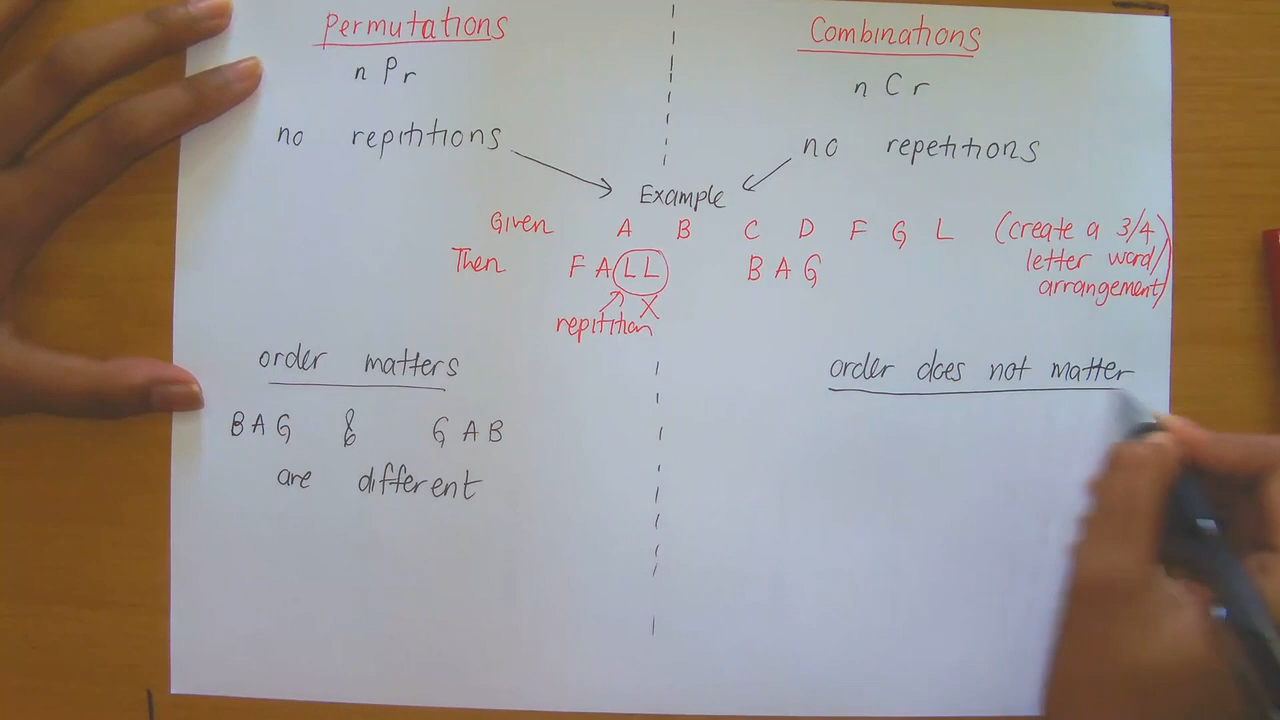 Permutations
n P r
no repititions
Combinations
n C r
no repetitions
Example
Given A B C D F G L (create a 3/4
letter word/
arrangement)
Then F A L L B A G
X
repitition
order matters
B A G & G A B
are different
order does not matter